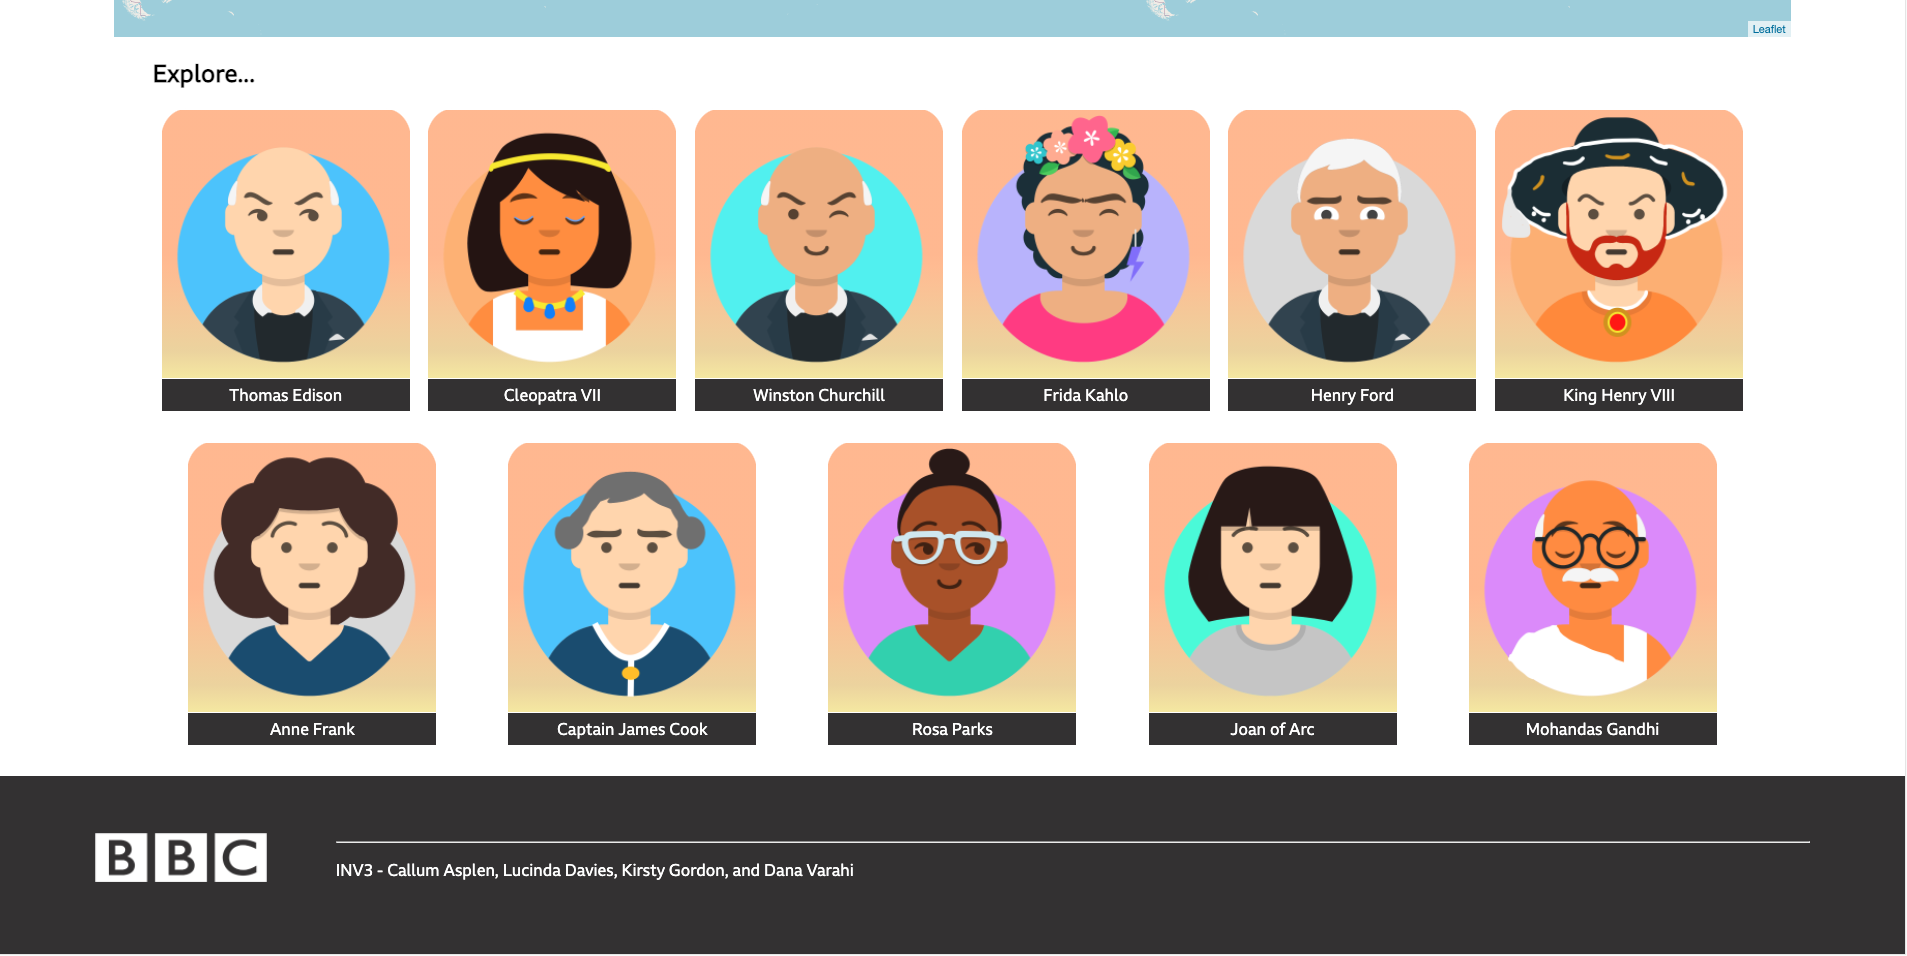 Leaflet
Explore...
Thomas Edison
Cleopatra VII
Winston Churchill
Frida Kahlo
Henry Ford
King Henry VIII
Anne Frank
Captain James Cook
Rosa Parks
Joan of Arc
Mohandas Gandhi
BBC
INV3 - Callum Asplen, Lucinda Davies, Kirsty Gordon, and Dana Varahi